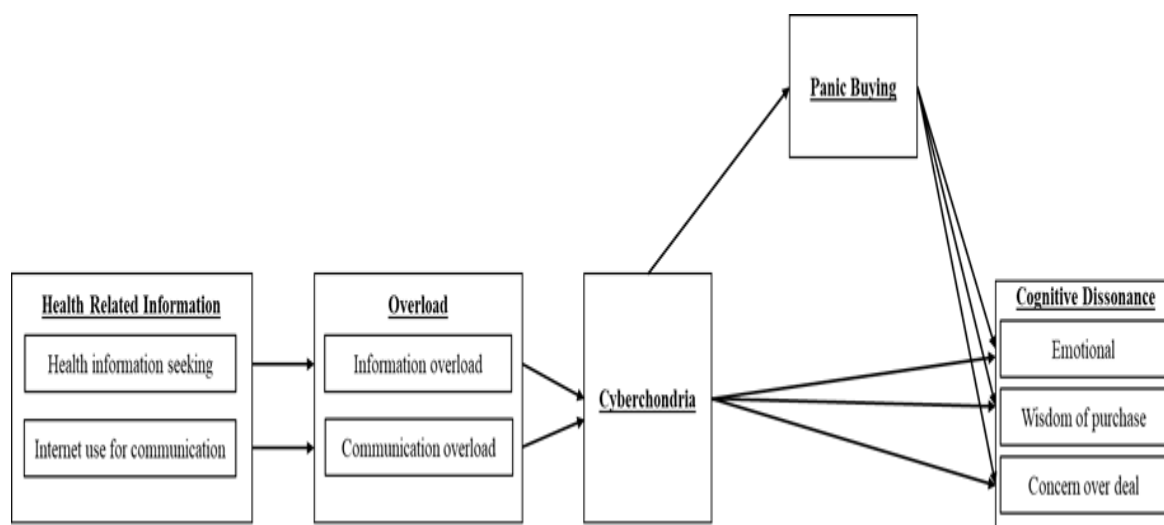 Panic Buying
Health Related Information
Health information seeking
Internet use for communication
Overload
Information overload
Communication overload
Cyberchondria
Cognitive Dissonance
Emotional
Wisdom of purchase
Concern over deal